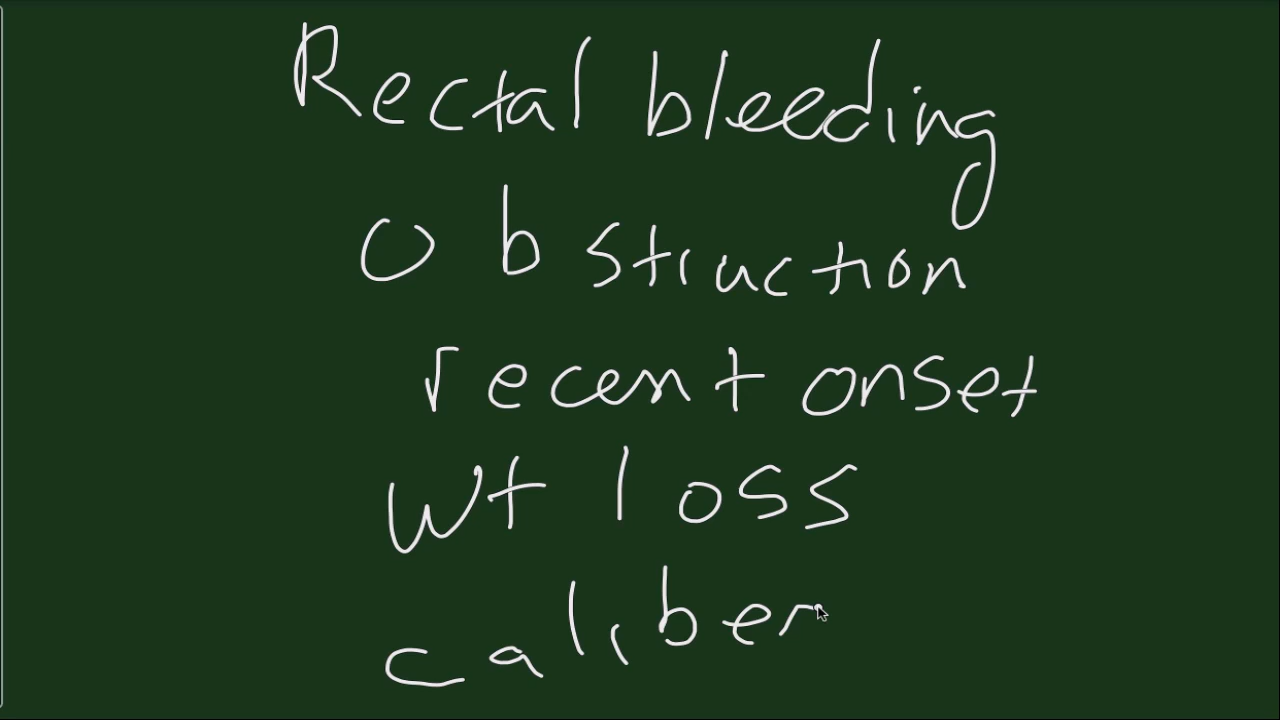 Rectal bleeding
Obstruction
recent onset
wt loss
caliber